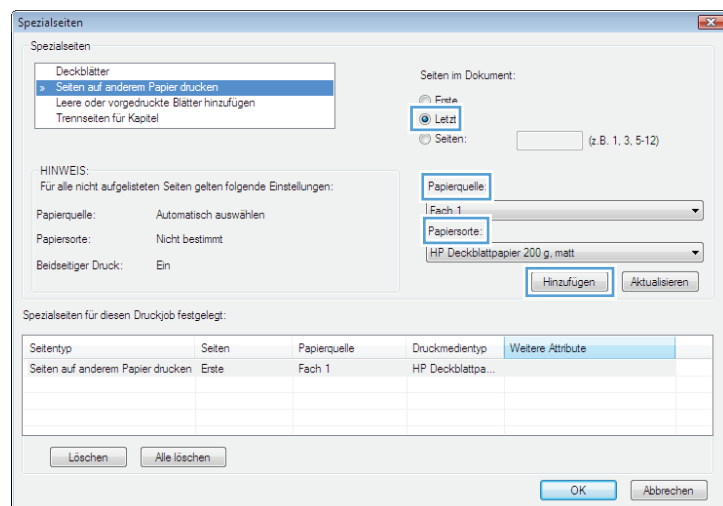 Spezialseiten
Spezialseiten
Deckblätter
» Seiten auf anderem Papier drucken
Leere oder vorgedruckte Blätter hinzufügen
Trennseiten für Kapitel
Seiten im Dokument:
Erste
Letzt
Seiten: (z.B. 1, 3, 5-12)
HINWEIS:
Für alle nicht aufgelisteten Seiten gelten folgende Einstellungen:
Papierquelle: Automatisch auswählen
Papiersorte: Nicht bestimmt
Beidseitiger Druck: Ein
Papierquelle:
Fach 1
Papiersorte:
HP Deckblattpapier 200 g, matt
Hinzufügen Aktualisieren
Spezialseiten für diesen Druckjob festgelegt:
Seitentyp Seiten Papierquelle Druckmedientyp Weitere Attribute
Seiten auf anderem Papier drucken Erste Fach 1 HP Deckblattpa...
Löschen Alle löschen
OK Abbrechen